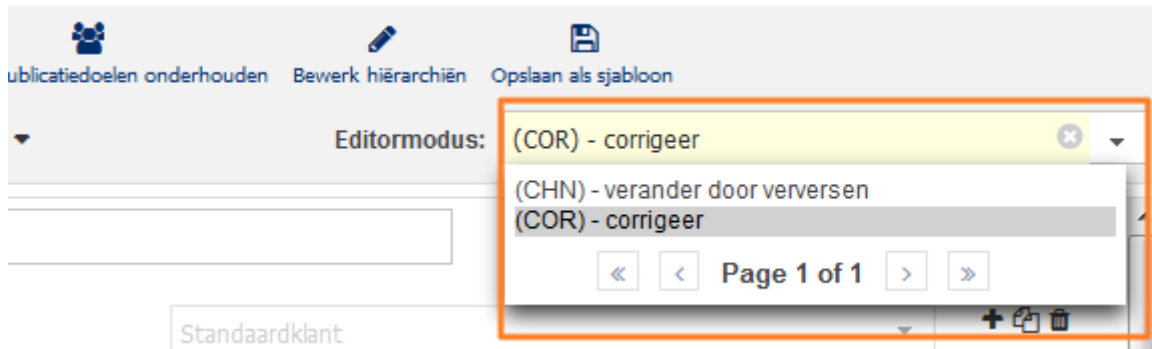 ublicatiedoelen onderhouden Bewerk hiërarchiën Opslaan als sjabloon
Editormodus: (COR) - corrigeer
(CHN) - verander door verversen
(COR) - corrigeer
« < Page 1 of 1 > »
Standaardklant